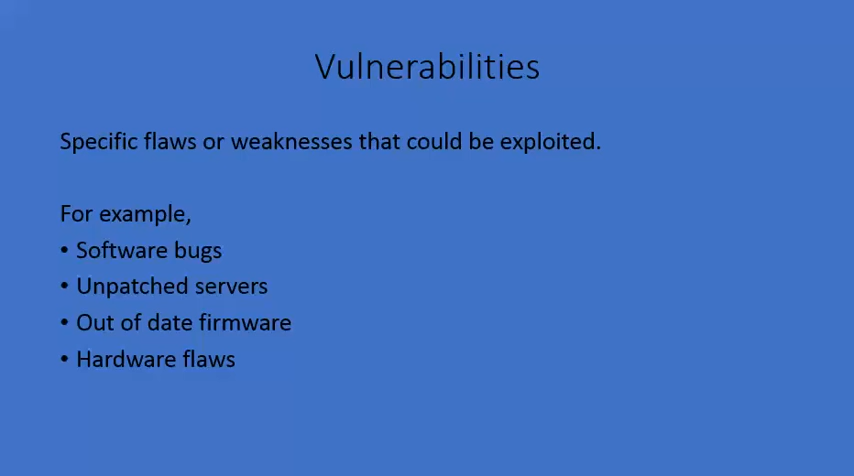 Vulnerabilities
Specific flaws or weaknesses that could be exploited.
For example,
• Software bugs
• Unpatched servers
• Out of date firmware
• Hardware flaws